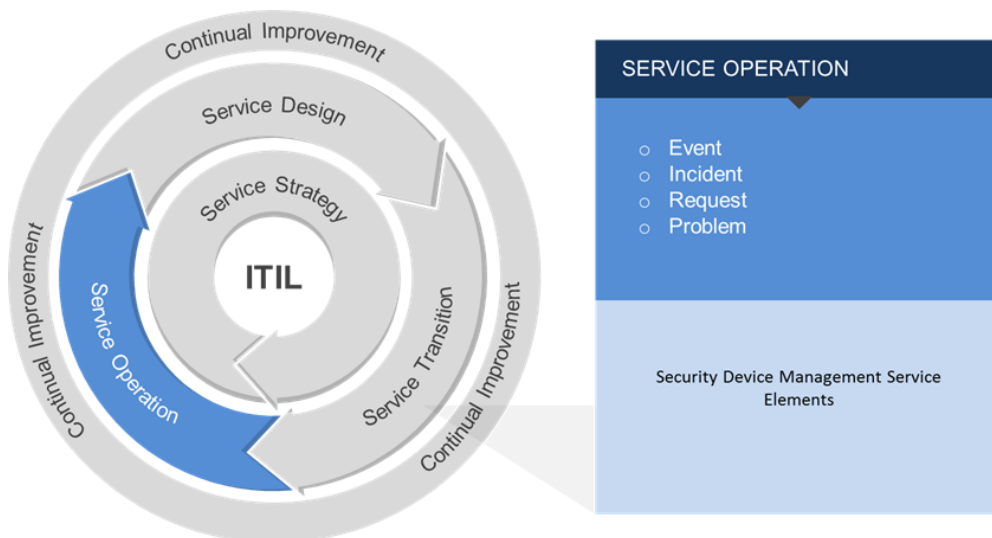 Continual Improvement
Service Design
Service Strategy
ITIL
Service Operation
Service Transition
Continual Improvement
Continual Improvement
SERVICE OPERATION
o Event
o Incident
o Request
o Problem
Security Device Management Service
Elements